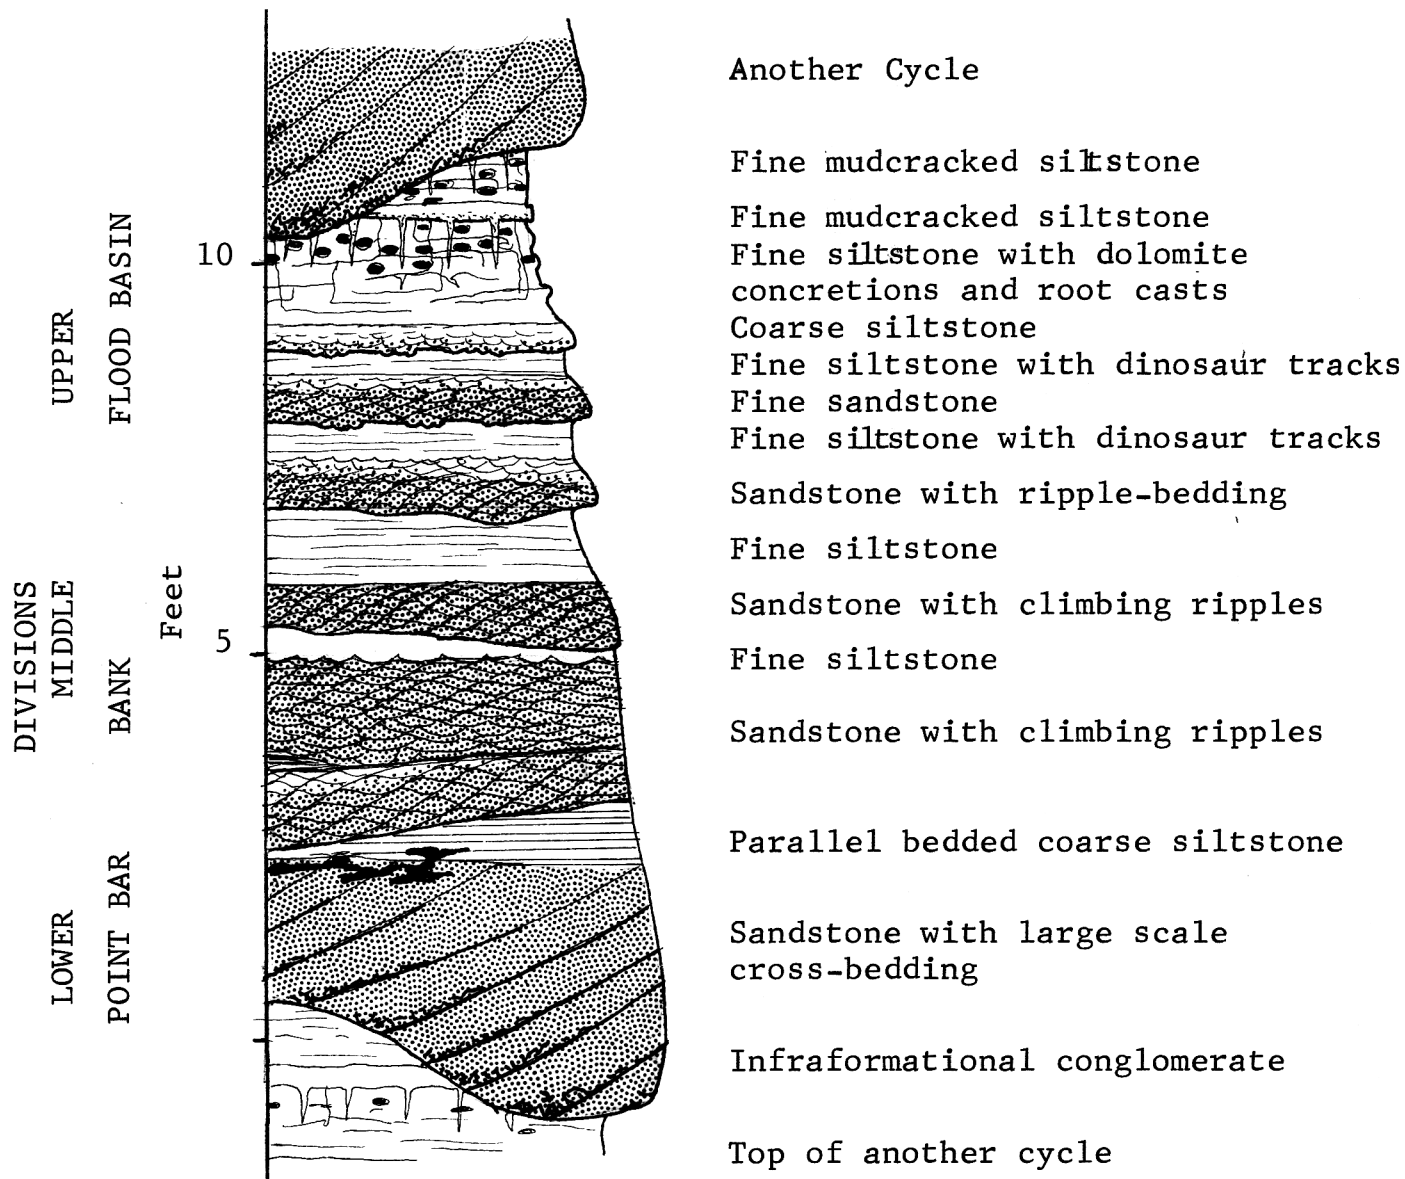 Another Cycle
Fine mudcracked siltstone
Fine mudcracked siltstone
Fine siltstone with dolomite
concretions and root casts
Coarse siltstone
Fine siltstone with dinosaur tracks
Fine sandstone
Fine siltstone with dinosaur tracks
Sandstone with ripple-bedding
Fine siltstone
Sandstone with climbing ripples
Fine siltstone
Sandstone with climbing ripples
Parallel bedded coarse siltstone
Sandstone with large scale
cross-bedding
Infraformational conglomerate
Top of another cycle
10
5
Feet
DIVISIONS
UPPER
FLOOD BASIN
MIDDLE
BANK
LOWER
POINT BAR